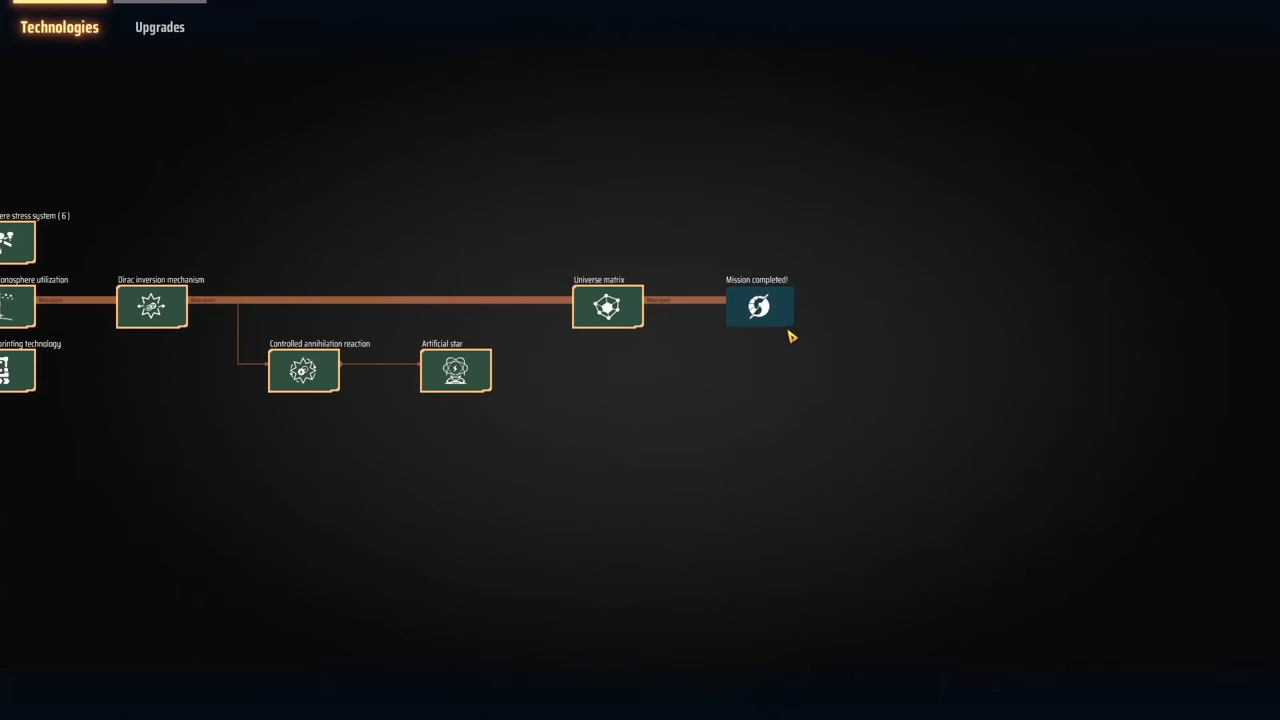 Technologies
Upgrades
ere stress system ( 6 )
onosphere utilization
Dirac inversion mechanism
Universe matrix
Mission completed!
printing technology
Controlled annihilation reaction
Artificial star